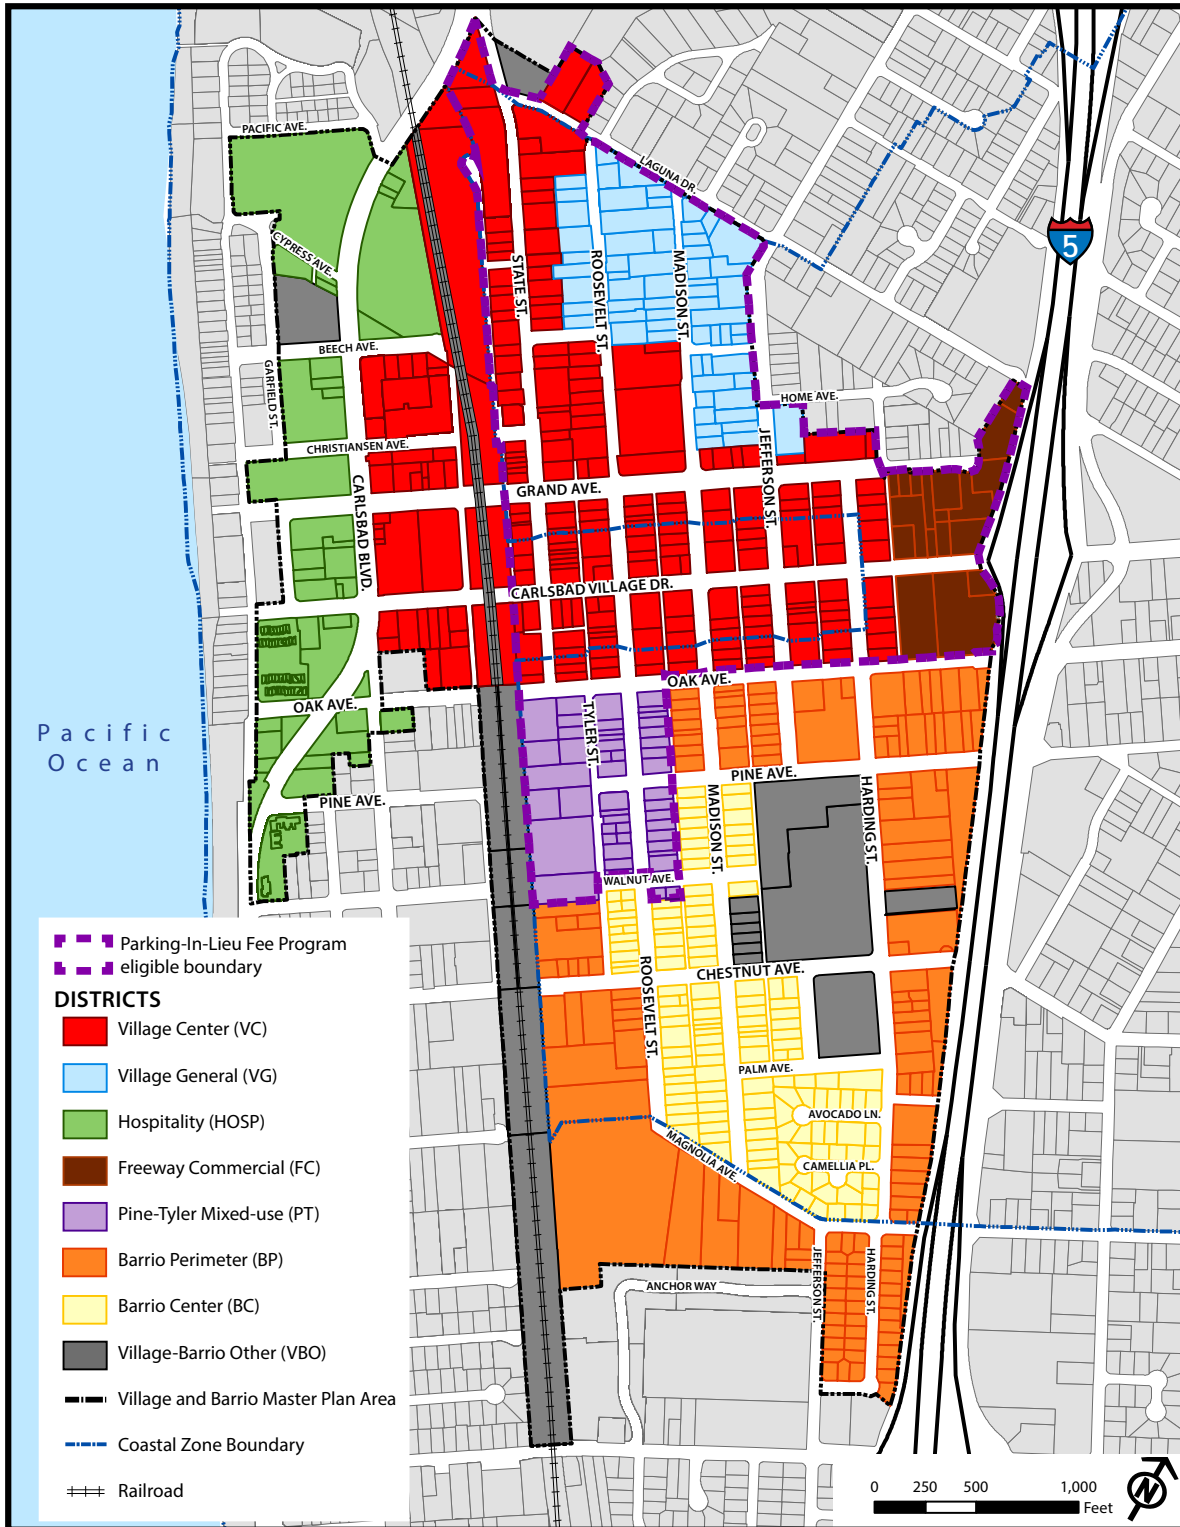 PACIFIC AVE.
LAGUNA DR.
5
CYPRESS AVE.
STATE ST.
ROOSEVELT ST.
MADISON ST.
BEECH AVE.
GARFIELD ST.
HOME AVE.
CHRISTIANSEN AVE.
JEFFERSON ST.
CARLSBAD BLVD.
GRAND AVE.
CARLSBAD VILLAGE DR.
OAK AVE.
OAK AVE.
TYLER ST.
Pacific
Ocean
PINE AVE.
PINE AVE.
MADISON ST.
HARDING ST.
WALNUT AVE.
ROOSEVELT ST.
CHESTNUT AVE.
PALM AVE.
AVOCADO LN.
MAGNOLIA AVE.
CAMELLIA PL.
JEFFERSON ST.
HARDING ST.
ANCHOR WAY
Parking-In-Lieu Fee Program
eligible boundary
DISTRICTS
Village Center (VC)
Village General (VG)
Hospitality (HOSP)
Freeway Commercial (FC)
Pine-Tyler Mixed-use (PT)
Barrio Perimeter (BP)
Barrio Center (BC)
Village-Barrio Other (VBO)
Village and Barrio Master Plan Area
Coastal Zone Boundary
Railroad
0 250 500 1,000
Feet
N